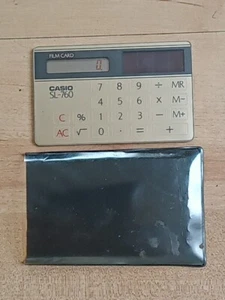 FILM CARD
0.
CASIO
SL-760
7 8 9 ÷ MR
4 5 6 × M-
C % 1 2 3 − M+
AC √ 0 · = +